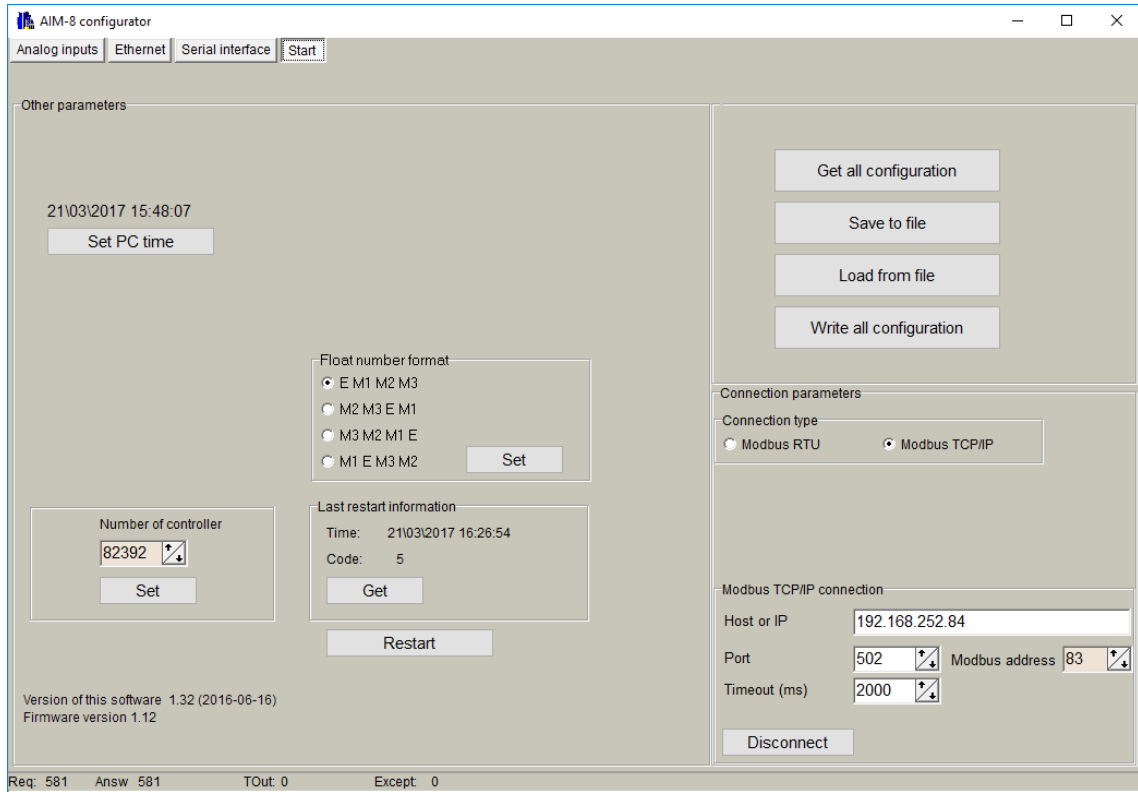 AIM-8 configurator
Analog inputs Ethernet Serial interface Start
Other parameters
21\03\2017 15:48:07
Set PC time
Float number format
E M1 M2 M3
M2 M3 E M1
M3 M2 M1 E
M1 E M3 M2
Set
Number of controller
82392
Set
Last restart information
Time: 21\03\2017 16:26:54
Code: 5
Get
Restart
Version of this software 1.32 (2016-06-16)
Firmware version 1.12
Get all configuration
Save to file
Load from file
Write all configuration
Connection parameters
Connection type
Modbus RTU Modbus TCP/IP
Modbus TCP/IP connection
Host or IP 192.168.252.84
Port 502 Modbus address 83
Timeout (ms) 2000
Disconnect
Req: 581 Answ 581 TOut: 0 Except: 0